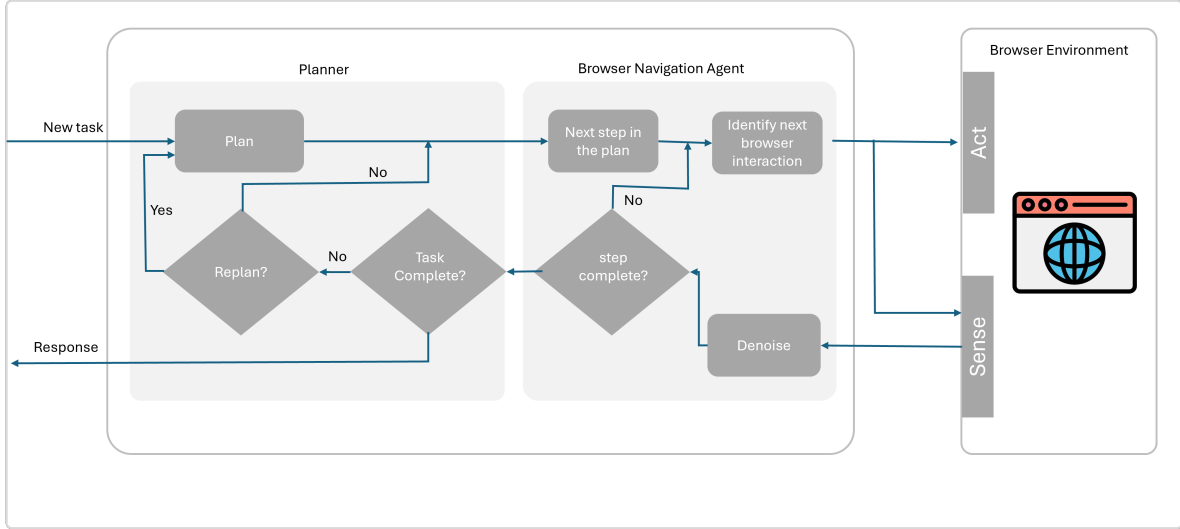 Browser Environment
Planner
Browser Navigation Agent
New task
Plan
Next step in
the plan
Identify next
browser
interaction
Act
No
Yes
No
Replan?
No
Task
Complete?
step
complete?
Response
Denoise
Sense